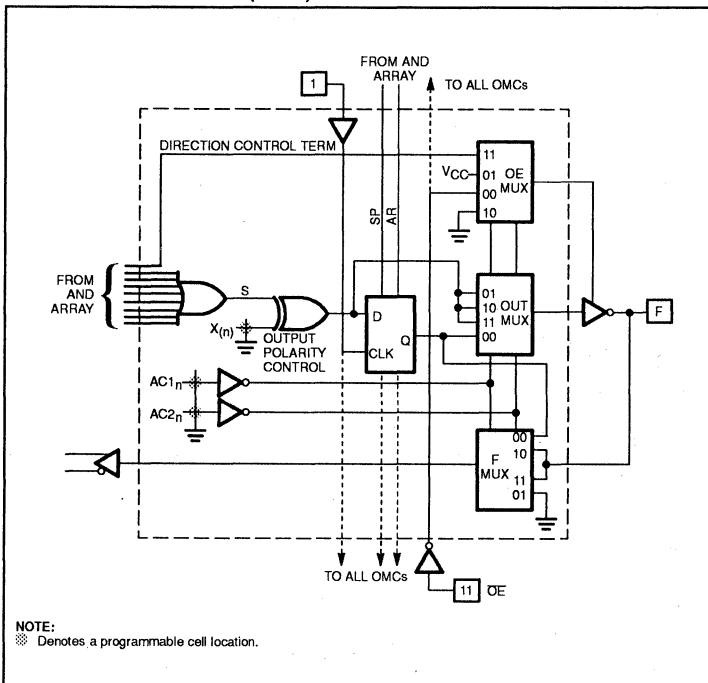 FROM AND
ARRAY
TO ALL OMCs
1
DIRECTION CONTROL TERM
11
VCC
01
OE
00
MUX
10
SP
AR
FROM
AND
ARRAY
S
X(n)
OUTPUT
POLARITY
CONTROL
D
Q
CLK
01
10
OUT
11
MUX
00
F
AC1n
AC2n
00
10
F
MUX
11
01
TO ALL OMCs
11
OE
NOTE:
Denotes a programmable cell location.